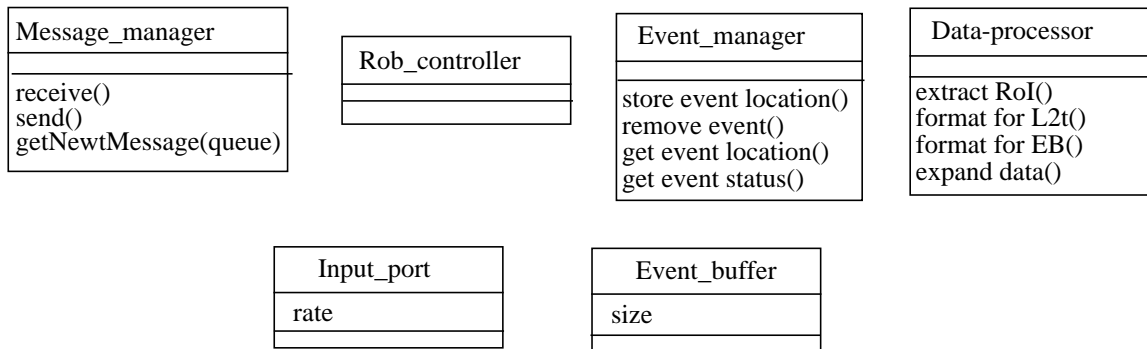 Message_manager
receive()
send()
getNewtMessage(queue)
Rob_controller
Event_manager
store event location()
remove event()
get event location()
get event status()
Data-processor
extract RoI()
format for L2t()
format for EB()
expand data()
Input_port
rate
Event_buffer
size